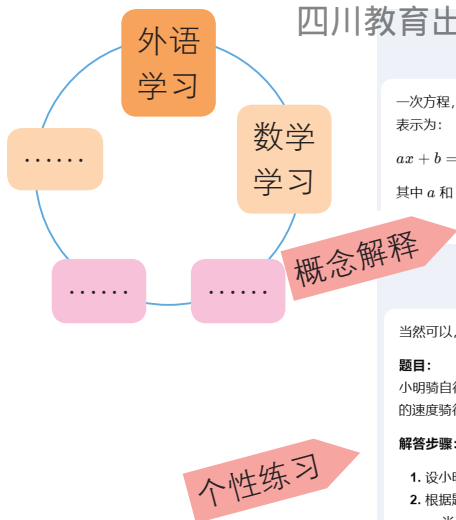 四川教育出
外语
学习
数学
学习
……
……
……
概念解释
个性练习
一次方程，
表示为：
ax + b =
其中 a 和
当然可以，
题目：
小明骑自行
的速度骑行
解答步骤：
1. 设小明
2. 根据题